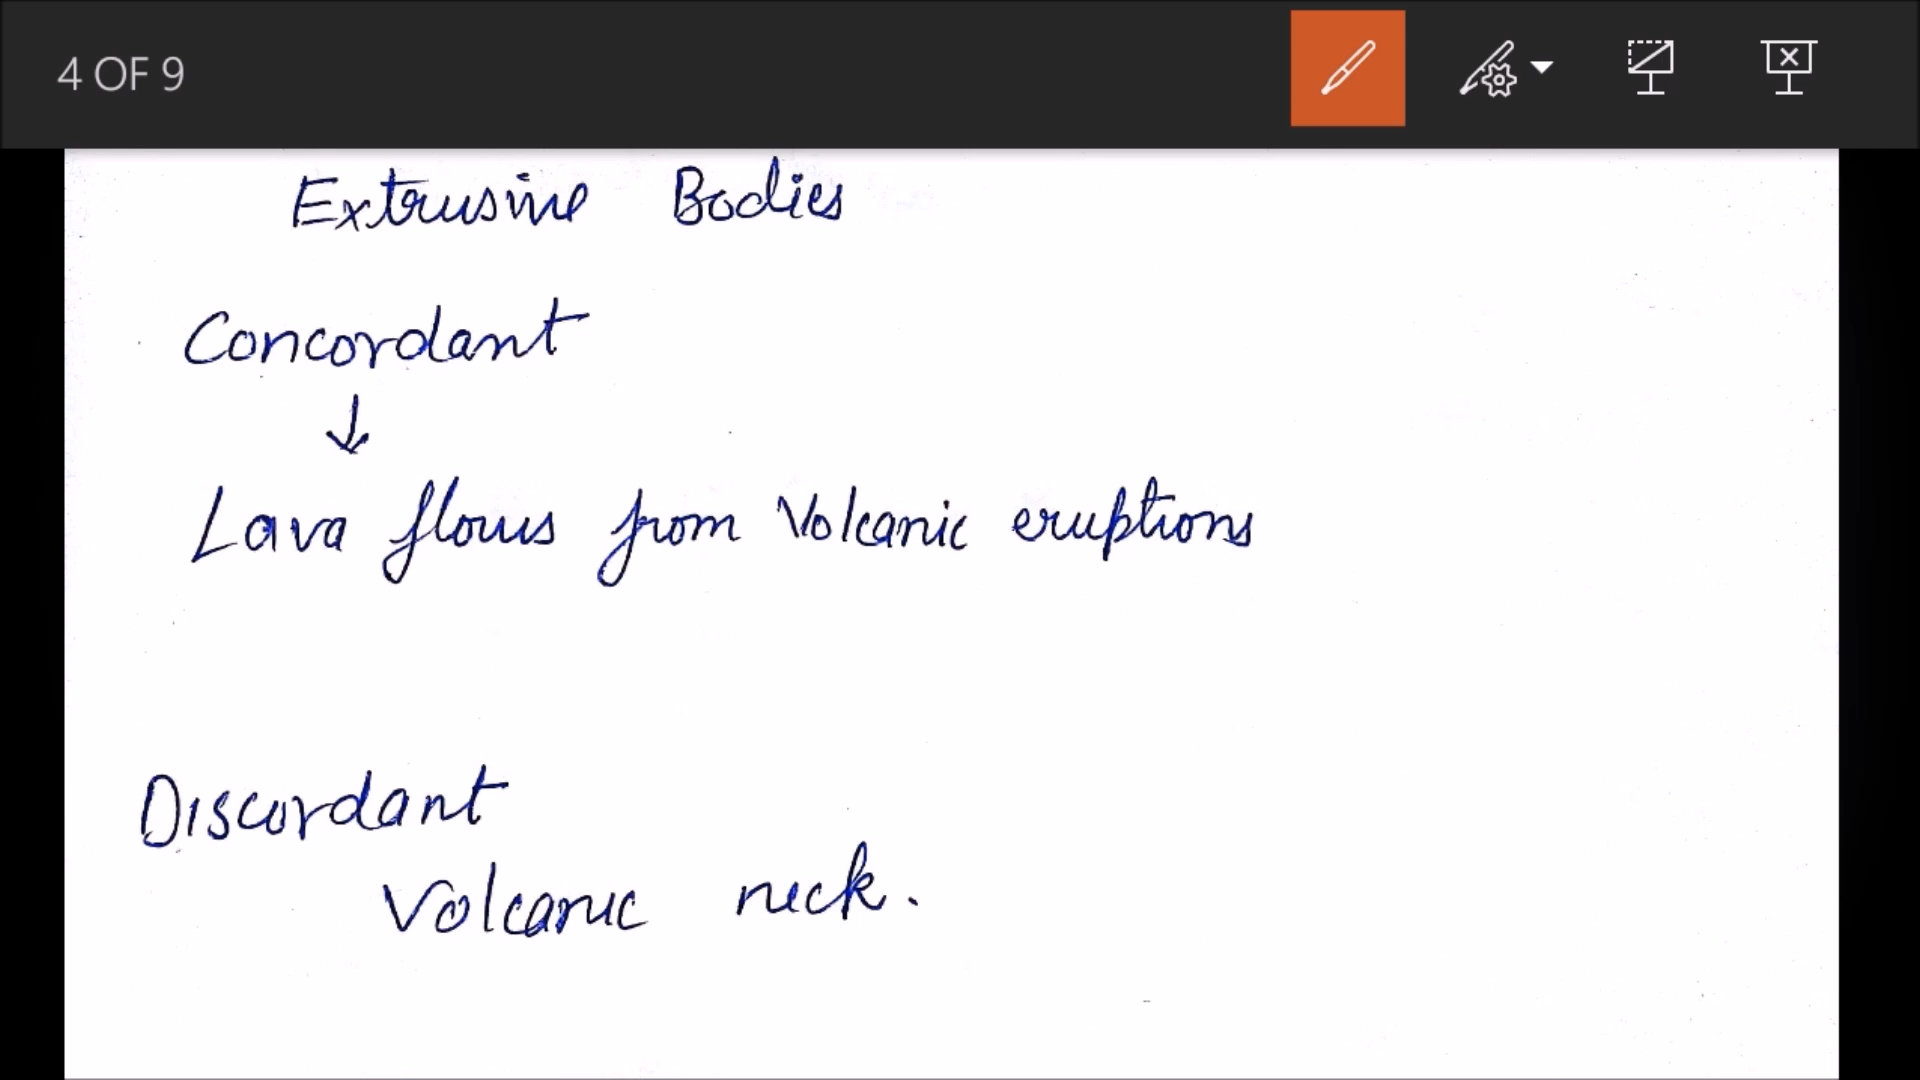 4 OF 9
Extrusive Bodies
Concordant
↓
Lava flows from Volcanic eruptions
Discordant
Volcanic neck.